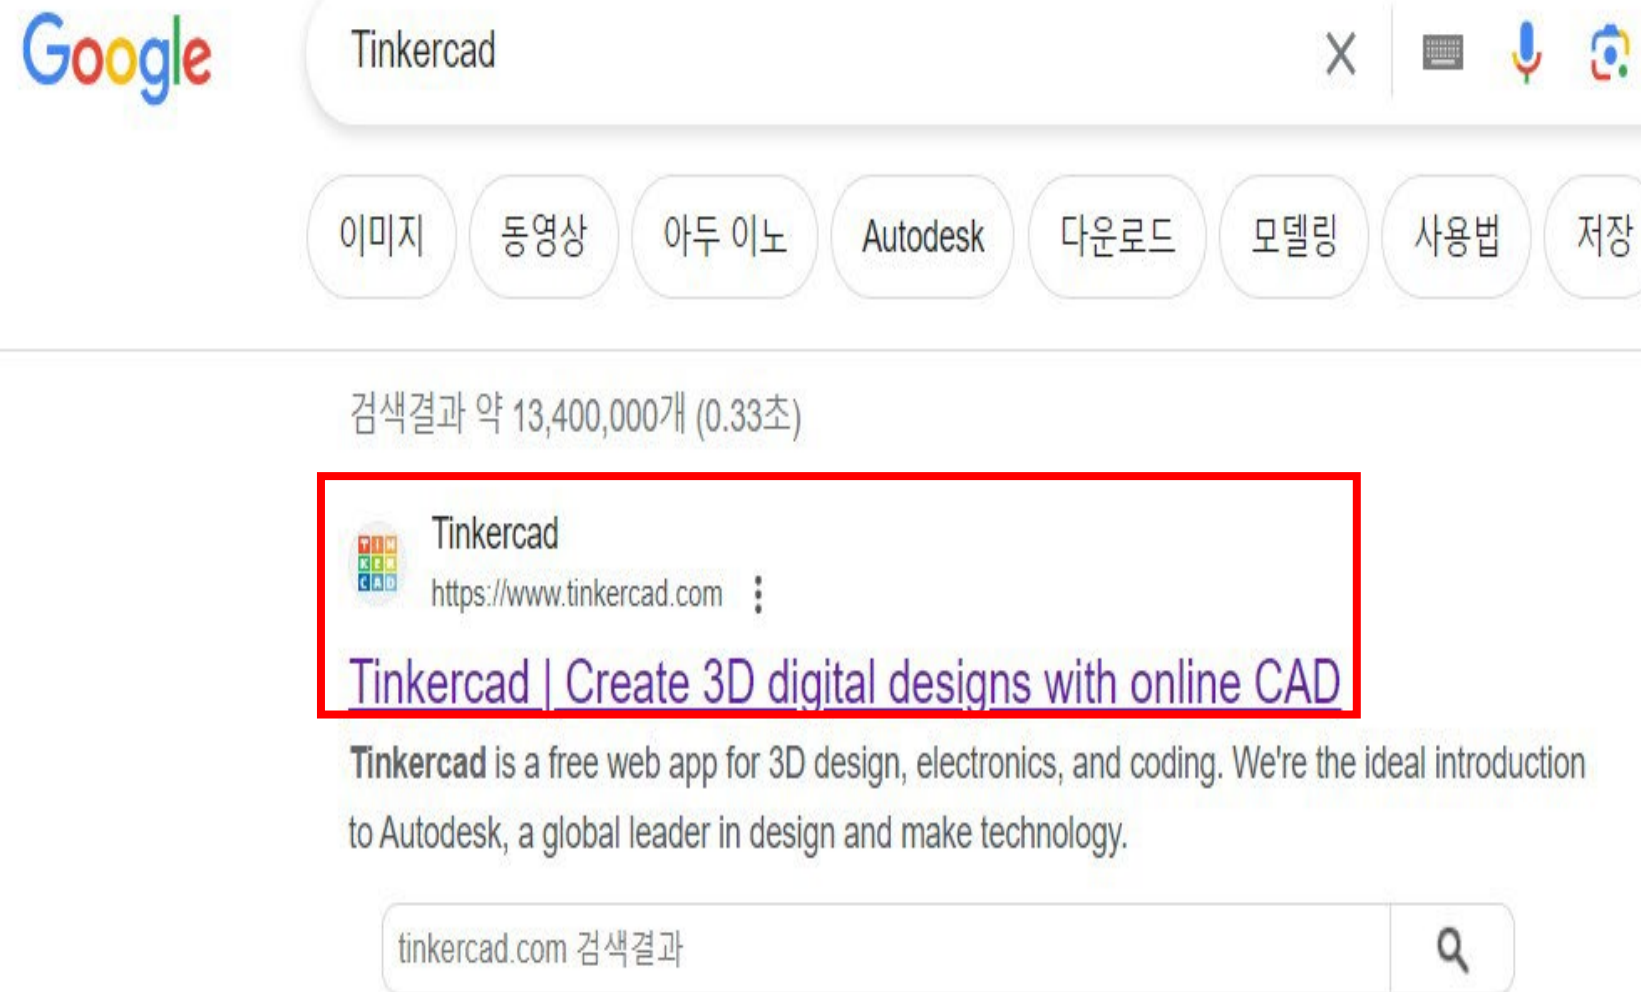 Google
Tinkercad
이미지 동영상 아두 이노 Autodesk 다운로드 모델링 사용법 저장
검색결과 약 13,400,000개 (0.33초)
TIN
KER
CAD
Tinkercad
https://www.tinkercad.com
Tinkercad | Create 3D digital designs with online CAD
Tinkercad is a free web app for 3D design, electronics, and coding. We're the ideal introduction
to Autodesk, a global leader in design and make technology.
tinkercad.com 검색결과